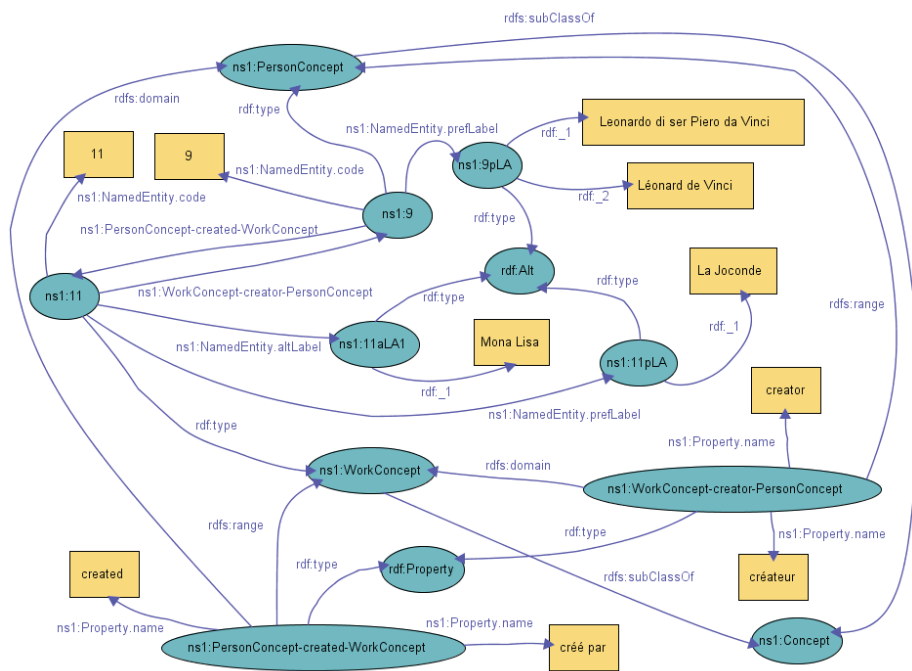 rdfs:subClassOf
ns1:PersonConcept
rdfs:domain
rdf:type
ns1:NamedEntity.prefLabel
rdf:_1
Leonardo di ser Piero da Vinci
11
9
ns1:NamedEntity.code
ns1:9pLA
rdf:_2
Léonard de Vinci
ns1:NamedEntity.code
ns1:9
rdf:type
ns1:PersonConcept-created-WorkConcept
rdf:Alt
La Joconde
ns1:11
ns1:WorkConcept-creator-PersonConcept
rdf:type
rdf:type
rdfs:range
ns1:NamedEntity.altLabel
ns1:11aLA1
Mona Lisa
ns1:11pLA
rdf:_1
rdf:_1
creator
ns1:NamedEntity.prefLabel
rdf:type
ns1:Property.name
ns1:WorkConcept
rdfs:domain
ns1:WorkConcept-creator-PersonConcept
rdfs:range
rdf:type
ns1:Property.name
created
rdf:type
rdf:Property
rdfs:subClassOf
créateur
ns1:Property.name
ns1:Property.name
ns1:PersonConcept-created-WorkConcept
créé par
ns1:Concept